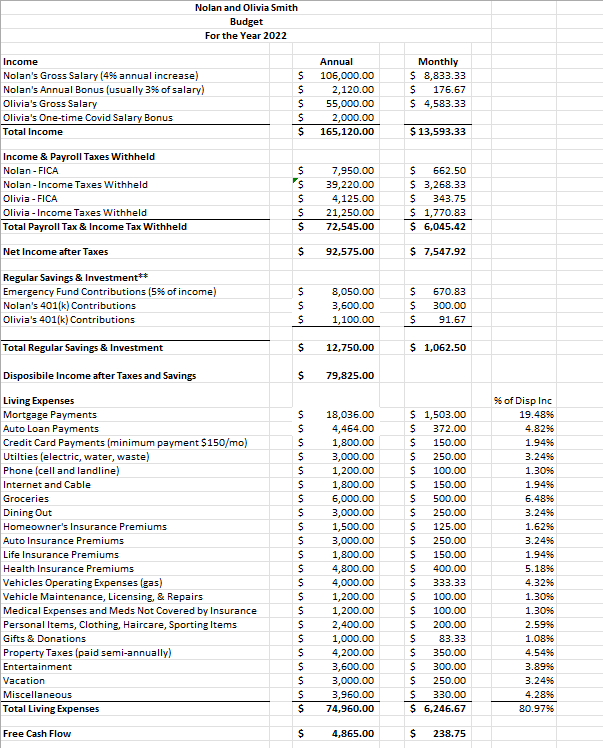 Nolan and Olivia Smith
Budget
For the Year 2022
Income Annual Monthly
Nolan's Gross Salary (4% annual increase) $ 106,000.00 $ 8,833.33
Nolan's Annual Bonus (usually 3% of salary) $ 2,120.00 $ 176.67
Olivia's Gross Salary $ 55,000.00 $ 4,583.33
Olivia's One-time Covid Salary Bonus $ 2,000.00
Total Income $ 165,120.00 $ 13,593.33
Income & Payroll Taxes Withheld
Nolan - FICA $ 7,950.00 $ 662.50
Nolan - Income Taxes Withheld $ 39,220.00 $ 3,268.33
Olivia - FICA $ 4,125.00 $ 343.75
Olivia - Income Taxes Withheld $ 21,250.00 $ 1,770.83
Total Payroll Tax & Income Tax Withheld $ 72,545.00 $ 6,045.42
Net Income after Taxes $ 92,575.00 $ 7,547.92
Regular Savings & Investment**
Emergency Fund Contributions (5% of income) $ 8,050.00 $ 670.83
Nolan's 401(k) Contributions $ 3,600.00 $ 300.00
Olivia's 401(k) Contributions $ 1,100.00 $ 91.67
Total Regular Savings & Investment $ 12,750.00 $ 1,062.50
Disposibile Income after Taxes and Savings $ 79,825.00
Living Expenses % of Disp Inc
Mortgage Payments $ 18,036.00 $ 1,503.00 19.48%
Auto Loan Payments $ 4,464.00 $ 372.00 4.82%
Credit Card Payments (minimum payment $150/mo) $ 1,800.00 $ 150.00 1.94%
Utilties (electric, water, waste) $ 3,000.00 $ 250.00 3.24%
Phone (cell and landline) $ 1,200.00 $ 100.00 1.30%
Internet and Cable $ 1,800.00 $ 150.00 1.94%
Groceries $ 6,000.00 $ 500.00 6.48%
Dining Out $ 3,000.00 $ 250.00 3.24%
Homeowner's Insurance Premiums $ 1,500.00 $ 125.00 1.62%
Auto Insurance Premiums $ 3,000.00 $ 250.00 3.24%
Life Insurance Premiums $ 1,800.00 $ 150.00 1.94%
Health Insurance Premiums $ 4,800.00 $ 400.00 5.18%
Vehicles Operating Expenses (gas) $ 4,000.00 $ 333.33 4.32%
Vehicle Maintenance, Licensing, & Repairs $ 1,200.00 $ 100.00 1.30%
Medical Expenses and Meds Not Covered by Insurance $ 1,200.00 $ 100.00 1.30%
Personal Items, Clothing, Haircare, Sporting Items $ 2,400.00 $ 200.00 2.59%
Gifts & Donations $ 1,000.00 $ 83.33 1.08%
Property Taxes (paid semi-annually) $ 4,200.00 $ 350.00 4.54%
Entertainment $ 3,600.00 $ 300.00 3.89%
Vacation $ 3,000.00 $ 250.00 3.24%
Miscellaneous $ 3,960.00 $ 330.00 4.28%
Total Living Expenses $ 74,960.00 $ 6,246.67 80.97%
Free Cash Flow $ 4,865.00 $ 238.75